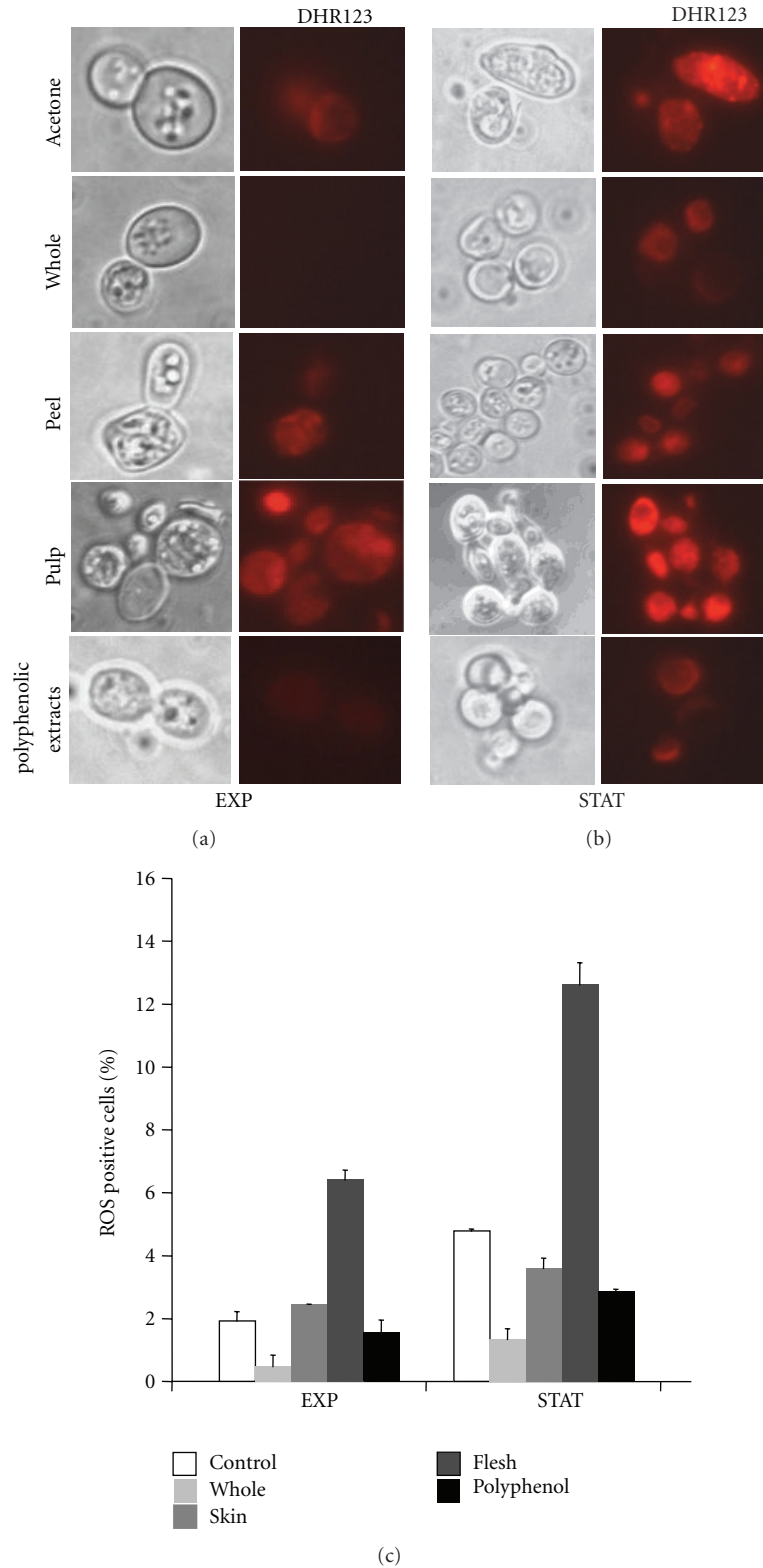 DHR123
DHR123
Acetone
Whole
Peel
Pulp
polyphenolic
extracts
EXP
STAT
(a)
(b)
16
14
12
10
8
6
4
2
0
ROS positive cells (%)
EXP
STAT
Control
Whole
Skin
Flesh
Polyphenol
(c)